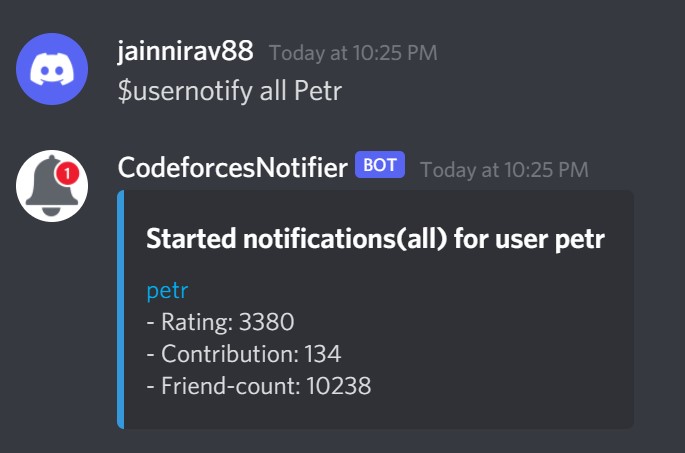 jainnirav88 Today at 10:25 PM
$usernotify all Petr
1
CodeforcesNotifier BOT Today at 10:25 PM
Started notifications(all) for user petr
petr
- Rating: 3380
- Contribution: 134
- Friend-count: 10238